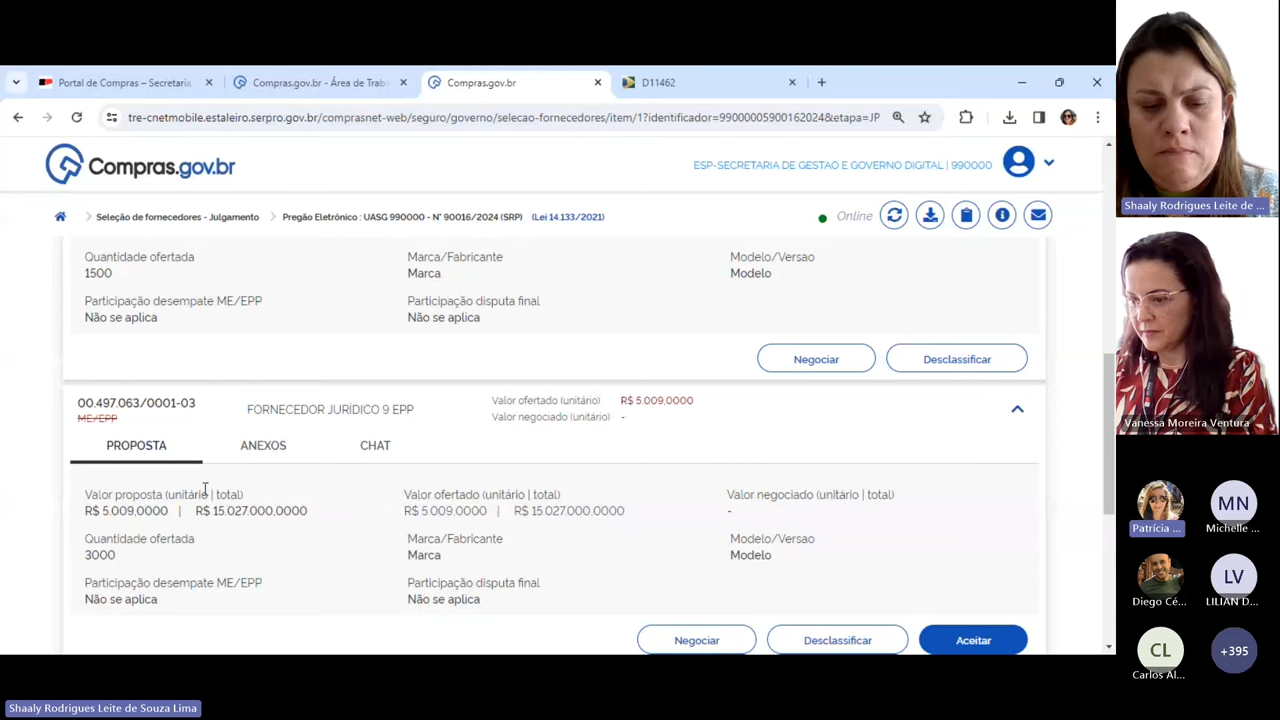 Portal de Compras – Secretaria
Compras.gov.br - Área de Trab
Compras.gov.br
D11462
tre-cnetmobile.estaleiro.serpro.gov.br/comprasnet-web/seguro/governo/selecao-fornecedores/item/1?identificador=99000005900162024&etapa=JP
Compras.gov.br
ESP-SECRETARIA DE GESTAO E GOVERNO DIGITAL | 990000
Seleção de fornecedores - Julgamento
Pregão Eletrônico : UASG 990000 - N° 90016/2024 (SRP)
(Lei 14.133/2021)
Online
Quantidade ofertada
1500
Marca/Fabricante
Marca
Modelo/Versao
Modelo
Participação desempate ME/EPP
Não se aplica
Participação disputa final
Não se aplica
Negociar
Desclassificar
00.497.063/0001-03
ME/EPP
FORNECEDOR JURÍDICO 9 EPP
Valor ofertado (unitário) R$ 5.009,0000
Valor negociado (unitário) -
PROPOSTA
ANEXOS
CHAT
Valor proposta (unitário | total)
R$ 5.009,0000 | R$ 15.027.000,0000
Valor ofertado (unitário | total)
R$ 5.009,0000 | R$ 15.027.000,0000
Valor negociado (unitário | total)
-
Quantidade ofertada
3000
Marca/Fabricante
Marca
Modelo/Versao
Modelo
Participação desempate ME/EPP
Não se aplica
Participação disputa final
Não se aplica
Negociar
Desclassificar
Aceitar
Shaaly Rodrigues Leite de ...
Vanessa Moreira Ventura
Patrícia ...
MN
Michelle ...
Diego Cé...
LV
LILIAN D...
CL
Carlos Al...
+395
Shaaly Rodrigues Leite de Souza Lima